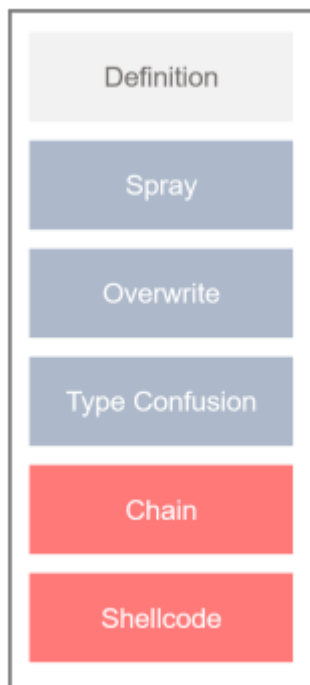 Definition
Spray
Overwrite
Type Confusion
Chain
Shellcode